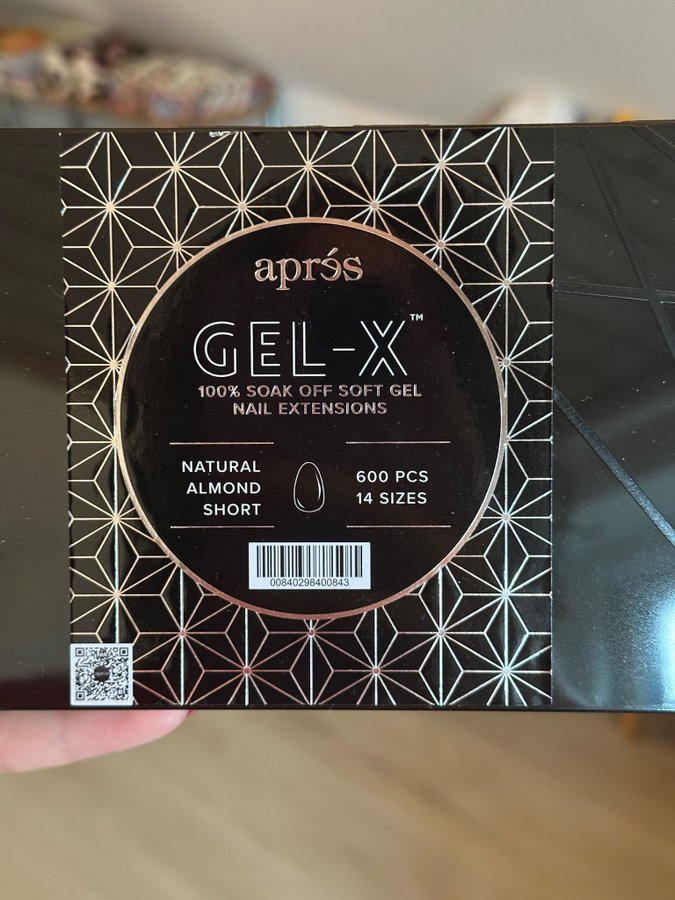 aprés
GEL-X™
100% SOAK OFF SOFT GEL
NAIL EXTENSIONS
NATURAL
ALMOND
SHORT
600 PCS
14 SIZES
00840298400843